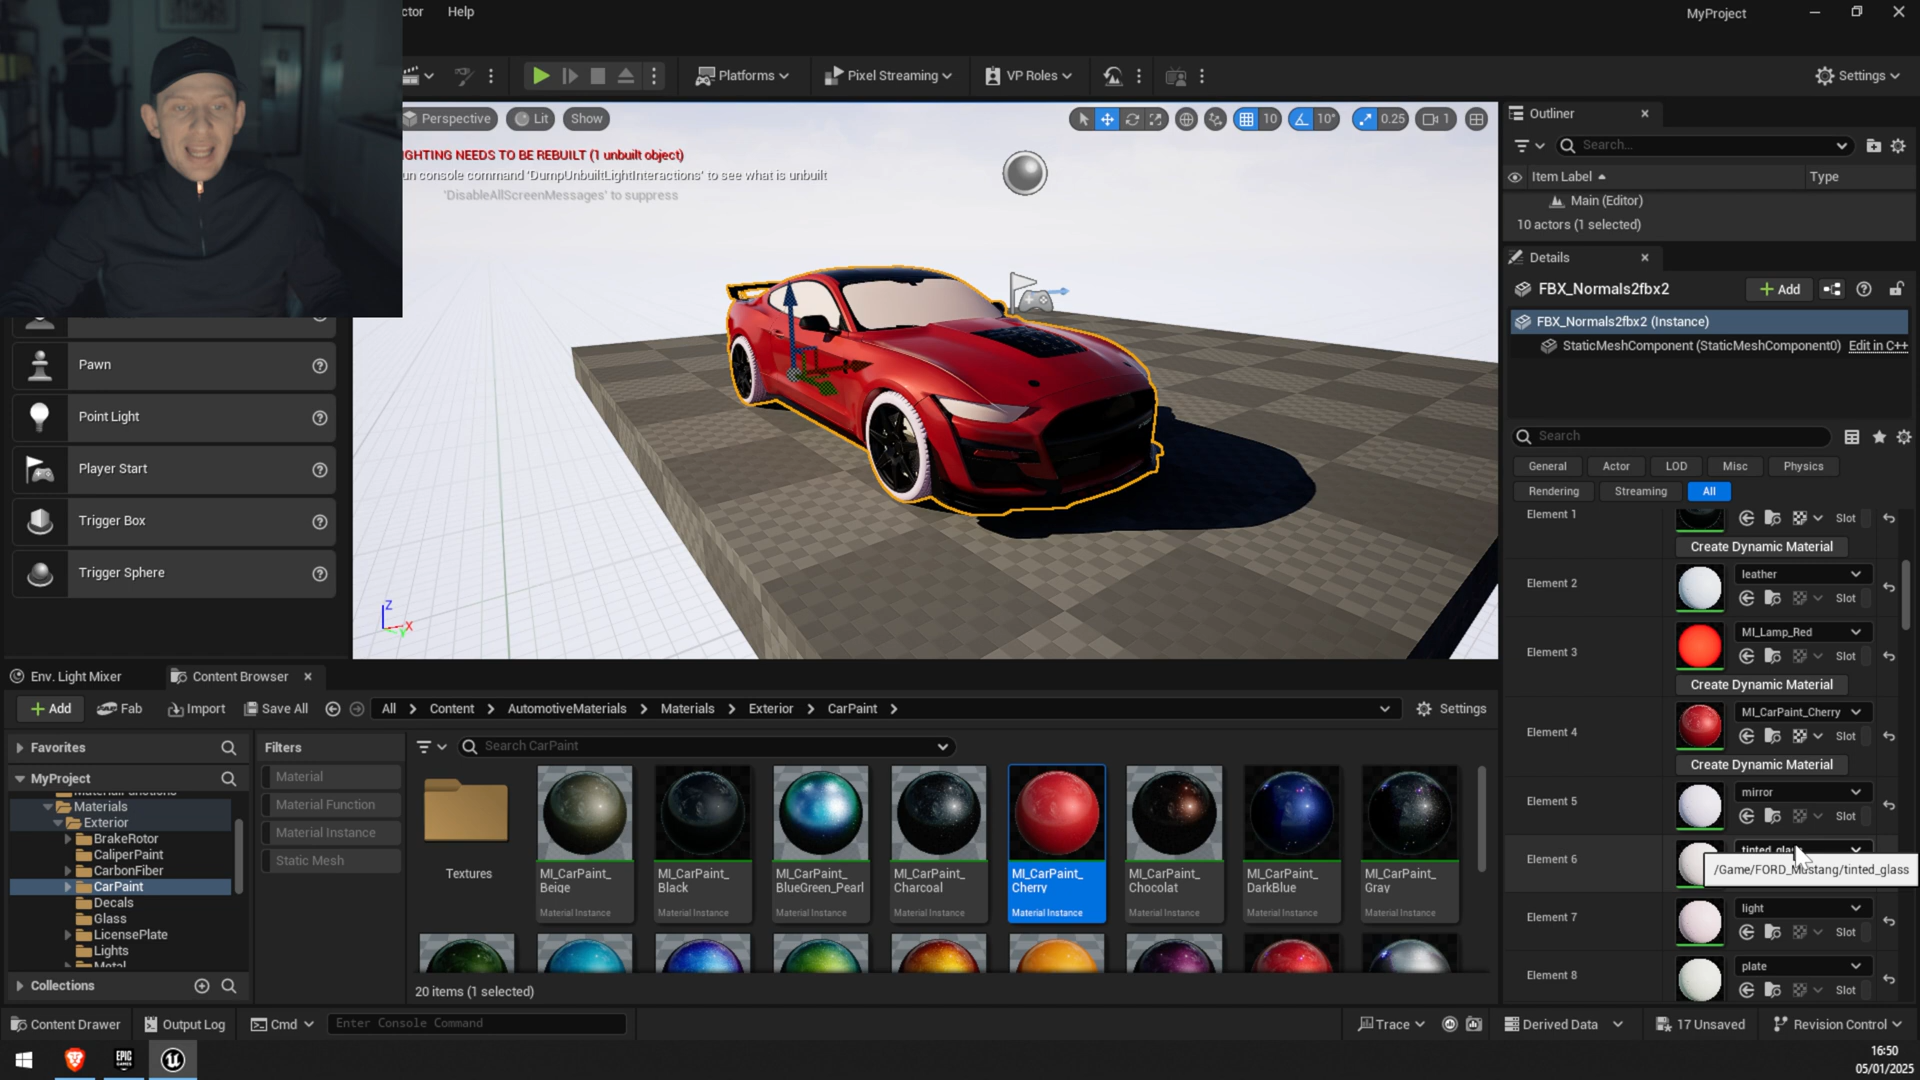 ctor Help
MyProject
Platforms
Pixel Streaming
VP Roles
Settings
Perspective
Lit
Show
10
10°
0.25
1
GHTING NEEDS TO BE REBUILT (1 unbuilt object)
un console command 'DumpUnbuiltLightInteractions' to see what is unbuilt
'DisableAllScreenMessages' to suppress
Pawn
Point Light
Player Start
Trigger Box
Trigger Sphere
Z
X
Outliner
Search...
Item Label
Type
Main (Editor)
10 actors (1 selected)
Details
FBX_Normals2fbx2
Add
FBX_Normals2fbx2 (Instance)
StaticMeshComponent (StaticMeshComponent0) Edit in C++
Search
General
Actor
LOD
Misc
Physics
Rendering
Streaming
All
Element 1
Slot
Create Dynamic Material
Element 2
leather
Slot
Element 3
MI_Lamp_Red
Slot
Create Dynamic Material
Element 4
MI_CarPaint_Cherry
Slot
Create Dynamic Material
Element 5
mirror
Slot
Element 6
/Game/FORD_Mustang/tinted_glass
Element 7
light
Slot
Element 8
plate
Slot
Env. Light Mixer
Content Browser
Add
Fab
Import
Save All
All
Content
AutomotiveMaterials
Materials
Exterior
CarPaint
Settings
Favorites
MyProject
Materials
Exterior
BrakeRotor
CaliperPaint
CarbonFiber
CarPaint
Decals
Glass
LicensePlate
Lights
Metal
Collections
Filters
Material
Material Function
Material Instance
Static Mesh
Search CarPaint
Textures
MI_CarPaint_
Beige
Material Instance
MI_CarPaint_
Black
Material Instance
MI_CarPaint_
BlueGreen_Pearl
Material Instance
MI_CarPaint_
Charcoal
Material Instance
MI_CarPaint_
Cherry
Material Instance
MI_CarPaint_
Chocolat
Material Instance
MI_CarPaint_
DarkBlue
Material Instance
MI_CarPaint_
Gray
Material Instance
20 items (1 selected)
Content Drawer
Output Log
Cmd
Enter Console Command
Trace
Derived Data
17 Unsaved
Revision Control
EPIC
GAMES
16:50
05/01/2025